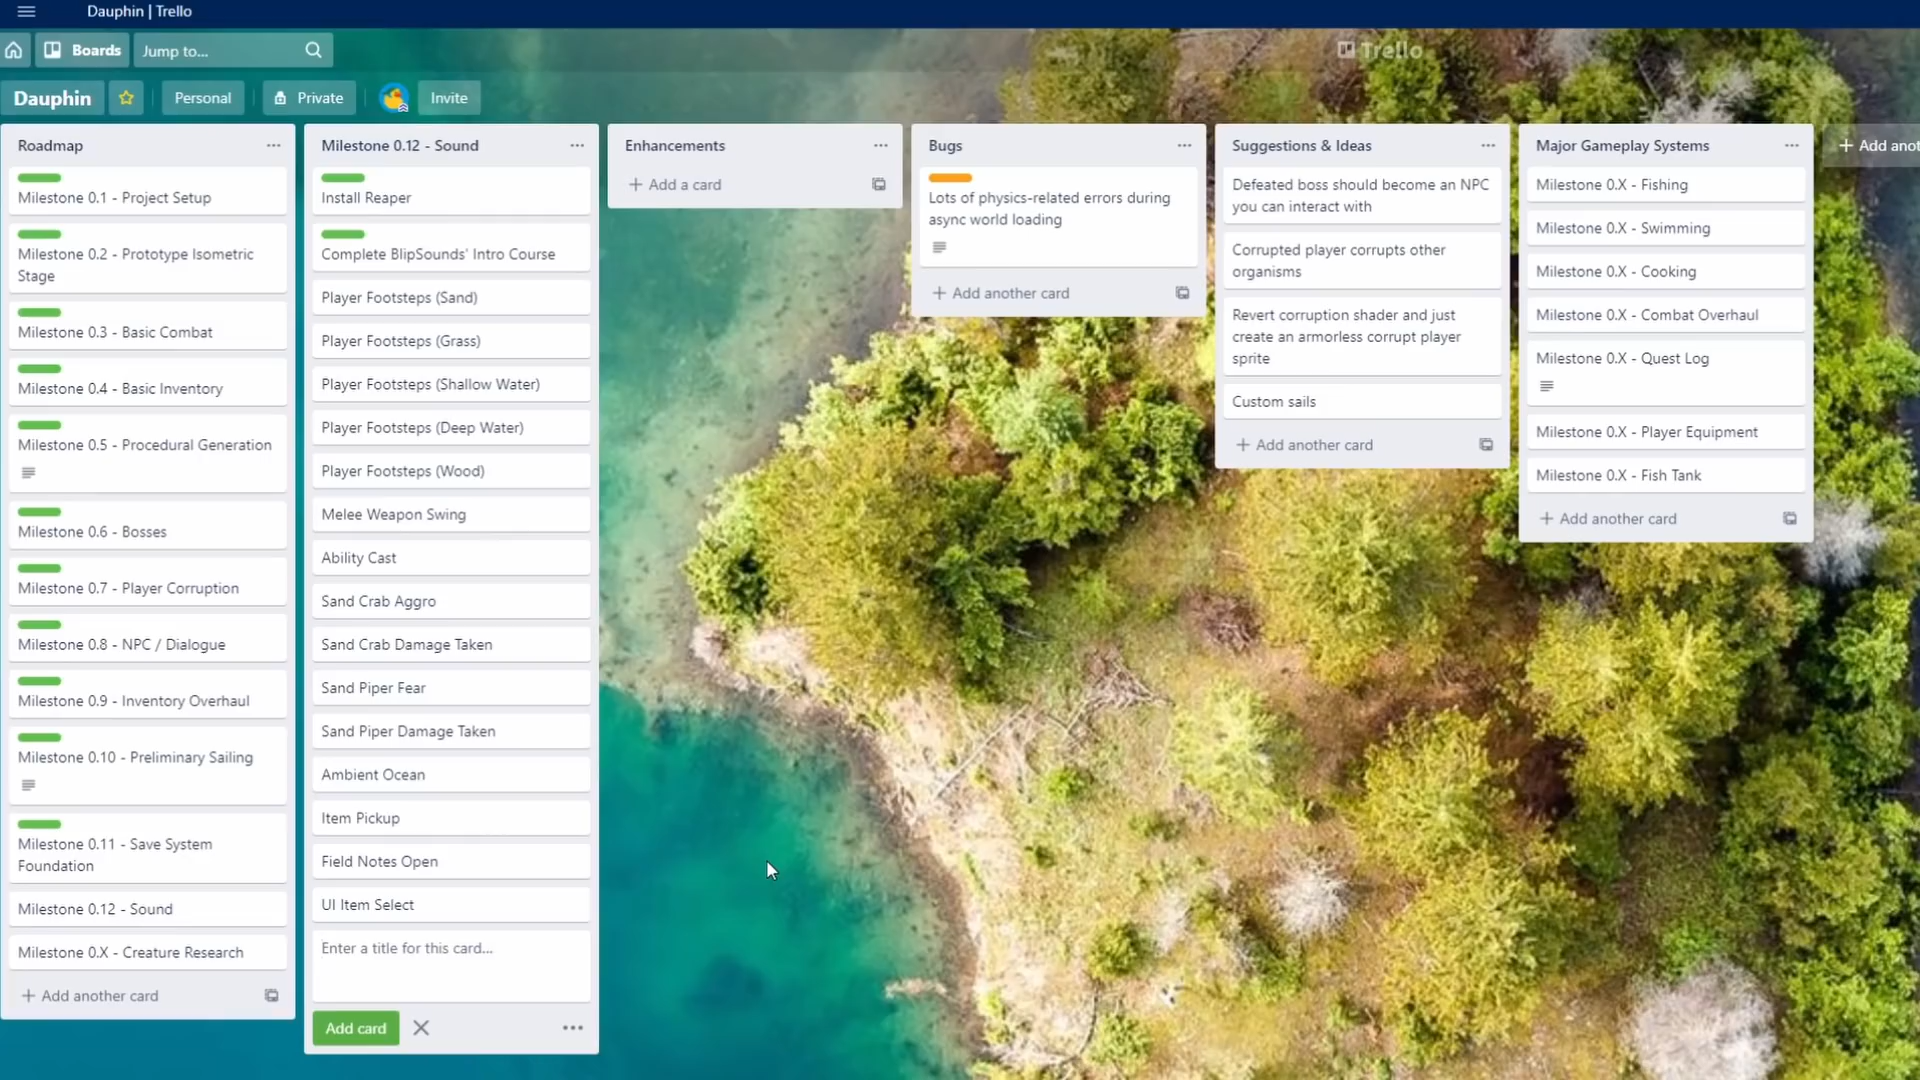 Dauphin | Trello
Boards
Jump to...
Trello
Dauphin
Personal
Private
Invite
Roadmap
Milestone 0.1 - Project Setup
Milestone 0.2 - Prototype Isometric
Stage
Milestone 0.3 - Basic Combat
Milestone 0.4 - Basic Inventory
Milestone 0.5 - Procedural Generation
Milestone 0.6 - Bosses
Milestone 0.7 - Player Corruption
Milestone 0.8 - NPC / Dialogue
Milestone 0.9 - Inventory Overhaul
Milestone 0.10 - Preliminary Sailing
Milestone 0.11 - Save System
Foundation
Milestone 0.12 - Sound
Milestone 0.X - Creature Research
+ Add another card
Milestone 0.12 - Sound
Install Reaper
Complete BlipSounds' Intro Course
Player Footsteps (Sand)
Player Footsteps (Grass)
Player Footsteps (Shallow Water)
Player Footsteps (Deep Water)
Player Footsteps (Wood)
Melee Weapon Swing
Ability Cast
Sand Crab Aggro
Sand Crab Damage Taken
Sand Piper Fear
Sand Piper Damage Taken
Ambient Ocean
Item Pickup
Field Notes Open
UI Item Select
Enter a title for this card...
Add card
Enhancements
+ Add a card
Bugs
Lots of physics-related errors during
async world loading
+ Add another card
Suggestions & Ideas
Defeated boss should become an NPC
you can interact with
Corrupted player corrupts other
organisms
Revert corruption shader and just
create an armorless corrupt player
sprite
Custom sails
+ Add another card
Major Gameplay Systems
Milestone 0.X - Fishing
Milestone 0.X - Swimming
Milestone 0.X - Cooking
Milestone 0.X - Combat Overhaul
Milestone 0.X - Quest Log
Milestone 0.X - Player Equipment
Milestone 0.X - Fish Tank
+ Add another card
+ Add anot